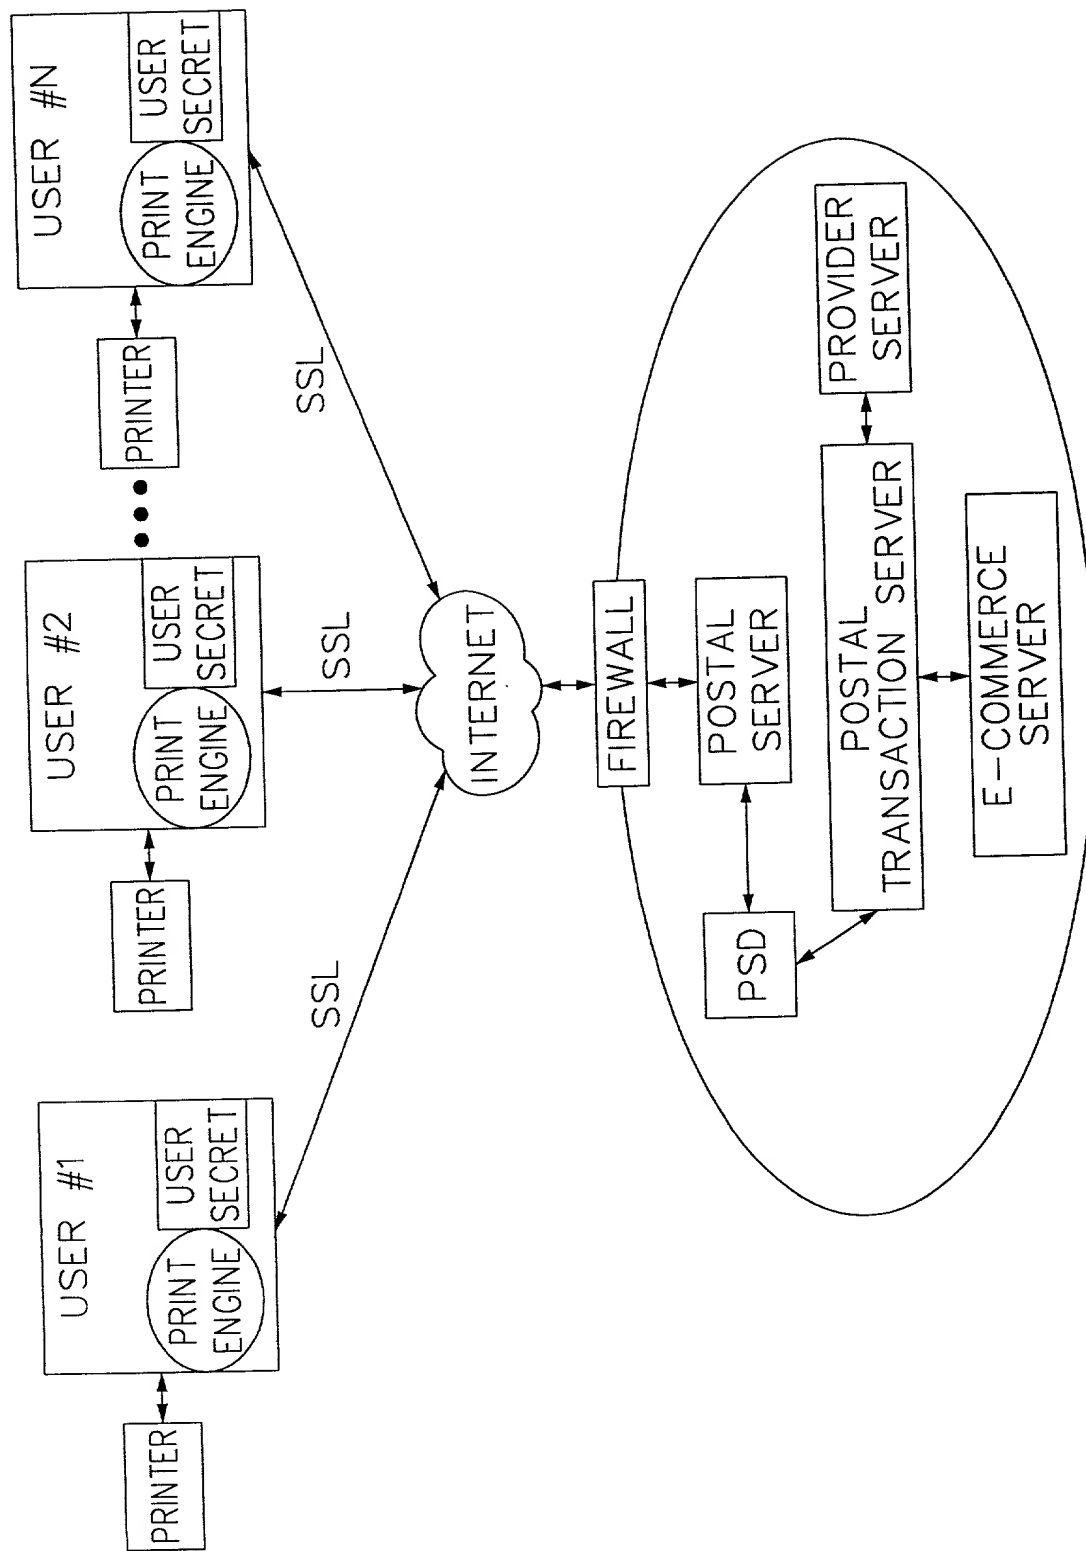 USER #1
PRINT
ENGINE
USER
SECRET
PRINTER
USER #2
PRINT
ENGINE
USER
SECRET
PRINTER
USER #N
PRINT
ENGINE
USER
SECRET
PRINTER
SSL
SSL
SSL
INTERNET
FIREWALL
POSTAL
SERVER
PSD
POSTAL
TRANSACTION SERVER
PROVIDER
SERVER
E-COMMERCE
SERVER